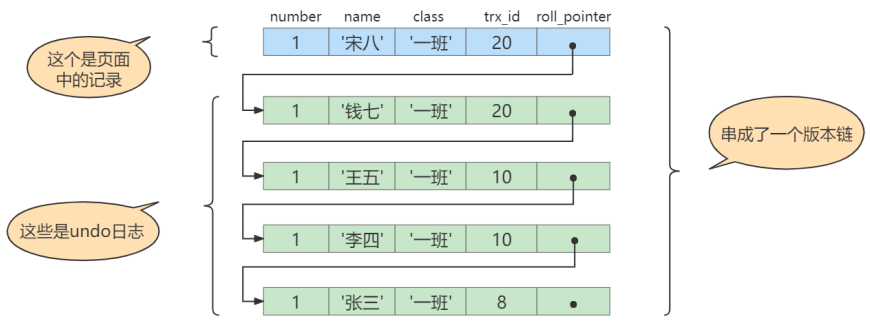 number name class trx_id roll_pointer
1 '宋八' '一班' 20
这个是页面
中的记录
1 '钱七' '一班' 20
串成了一个版本链
1 '王五' '一班' 10
这些是undo日志
1 '李四' '一班' 10
1 '张三' '一班' 8